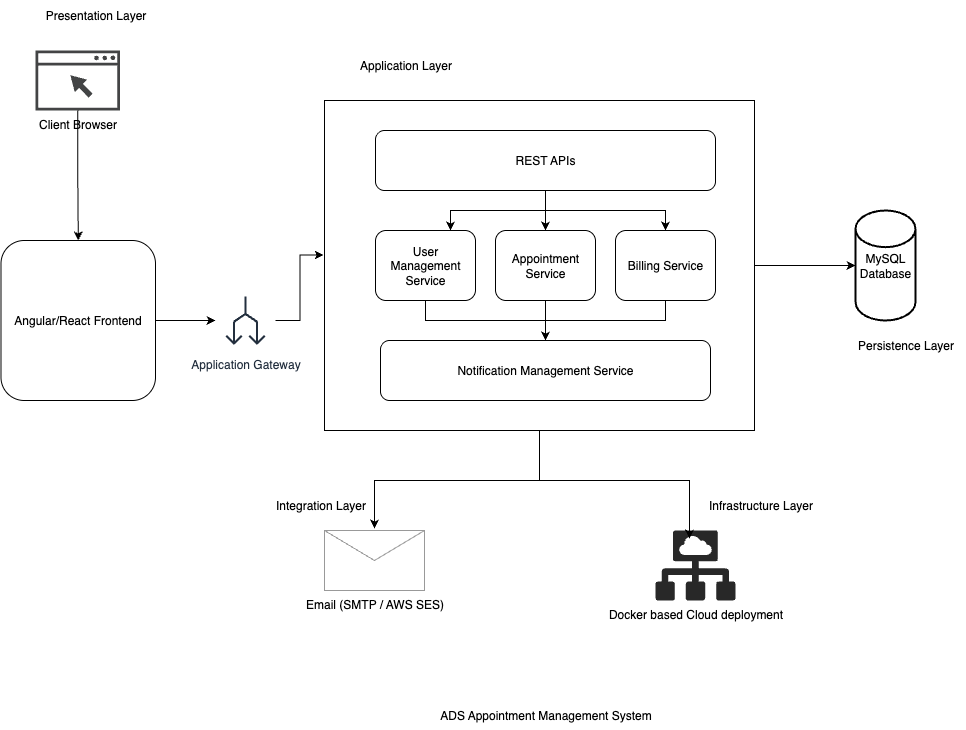 Presentation Layer
Client Browser
Application Layer
REST APIs
User
Management
Service
Appointment
Service
Billing Service
Notification Management Service
Angular/React Frontend
Application Gateway
MySQL
Database
Persistence Layer
Integration Layer
Infrastructure Layer
Email (SMTP / AWS SES)
Docker based Cloud deployment
ADS Appointment Management System